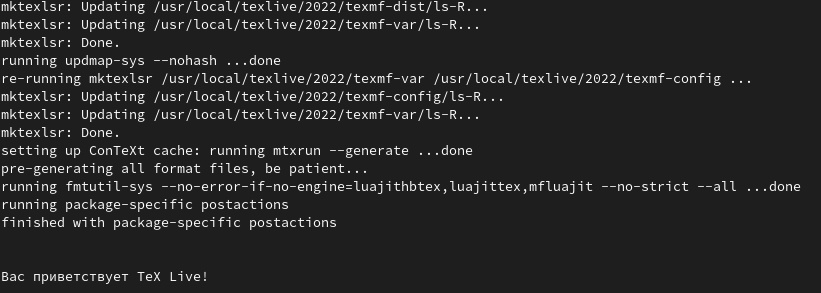 mktexlsr: Updating /usr/local/texlive/2022/texmf-dist/ls-R...
mktexlsr: Updating /usr/local/texlive/2022/texmf-var/ls-R...
mktexlsr: Done.
running updmap-sys --nohash ...done
re-running mktexlsr /usr/local/texlive/2022/texmf-var /usr/local/texlive/2022/texmf-config ...
mktexlsr: Updating /usr/local/texlive/2022/texmf-config/ls-R...
mktexlsr: Updating /usr/local/texlive/2022/texmf-var/ls-R...
mktexlsr: Done.
setting up ConTeXt cache: running mtxrun --generate ...done
pre-generating all format files, be patient...
running fmtutil-sys --no-error-if-no-engine=luajithbtex,luajittex,mfluajit --no-strict --all ...done
running package-specific postactions
finished with package-specific postactions
Вас приветствует TeX Live!